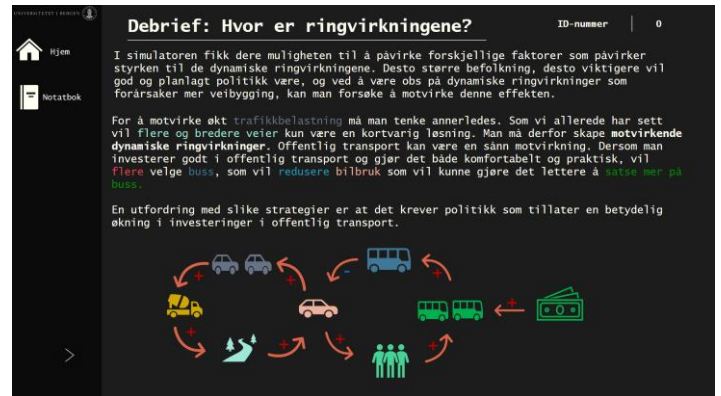 UNIVERSITETET I BERGEN
Debrief: Hvor er ringvirkningene?
ID-nummer
0
Hjem
Notatbok
I simulatoren fikk dere muligheten til å påvirke forskjellige faktorer som påvirker
styrken til de dynamiske ringvirkningene. Desto større befolkning, desto viktigere vil
god og planlagt politikk være, og ved å være obs på dynamiske ringvirkninger som
forårsaker mer veibygging, kan man forsøke å motvirke denne effekten.
For å motvirke økt trafikkbelastning må man tenke annerledes. Som vi allerede har sett
vil flere og bredere veier kun være en kortvarig løsning. Man må derfor skape motvirkende
dynamiske ringvirkninger. Offentlig transport kan være en sånn motvirkning. Dersom man
investerer godt i offentlig transport og gjør det både komfortabelt og praktisk, vil
flere velge buss, som vil redusere bilbruk som vil kunne gjøre det lettere å satse mer på
buss.
En utfordring med slike strategier er at det krever politikk som tillater en betydelig
økning i investeringer i offentlig transport.
+ + - +
+ + + +
+